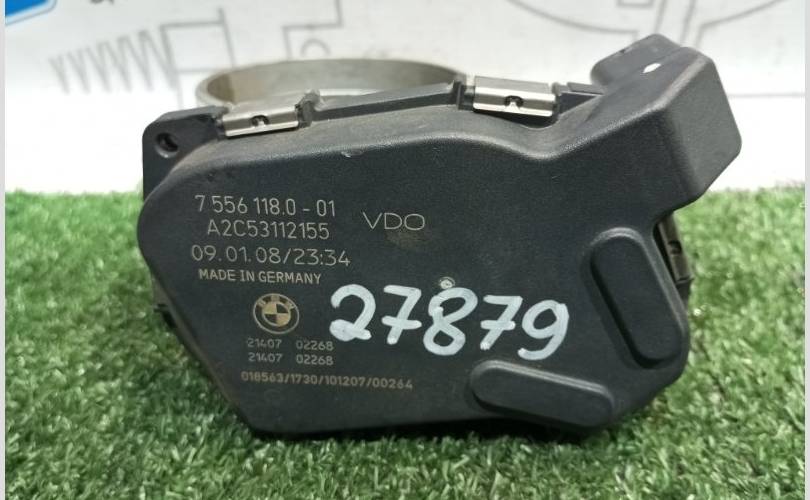 7 556 118.0 - 01
VDO
A2C53112155
09.01.08/23:34
MADE IN GERMANY
BMW
27879
21407 02268
21407 02268
018563/1730/101207/00264